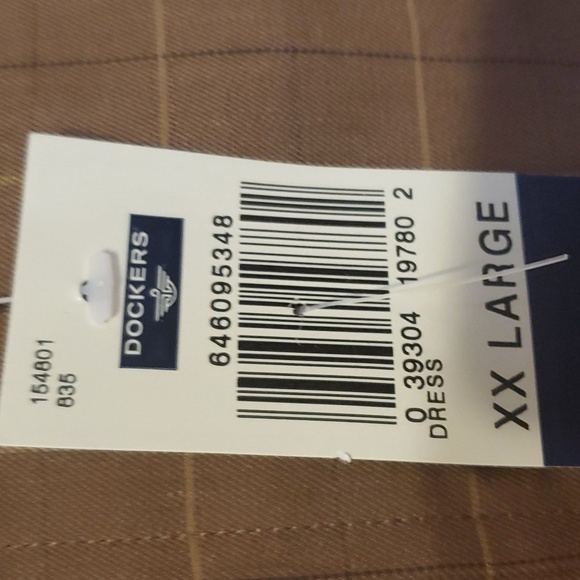 154801
835
DOCKERS
646095348
0 39304 19780 2
DRESS
XX LARGE